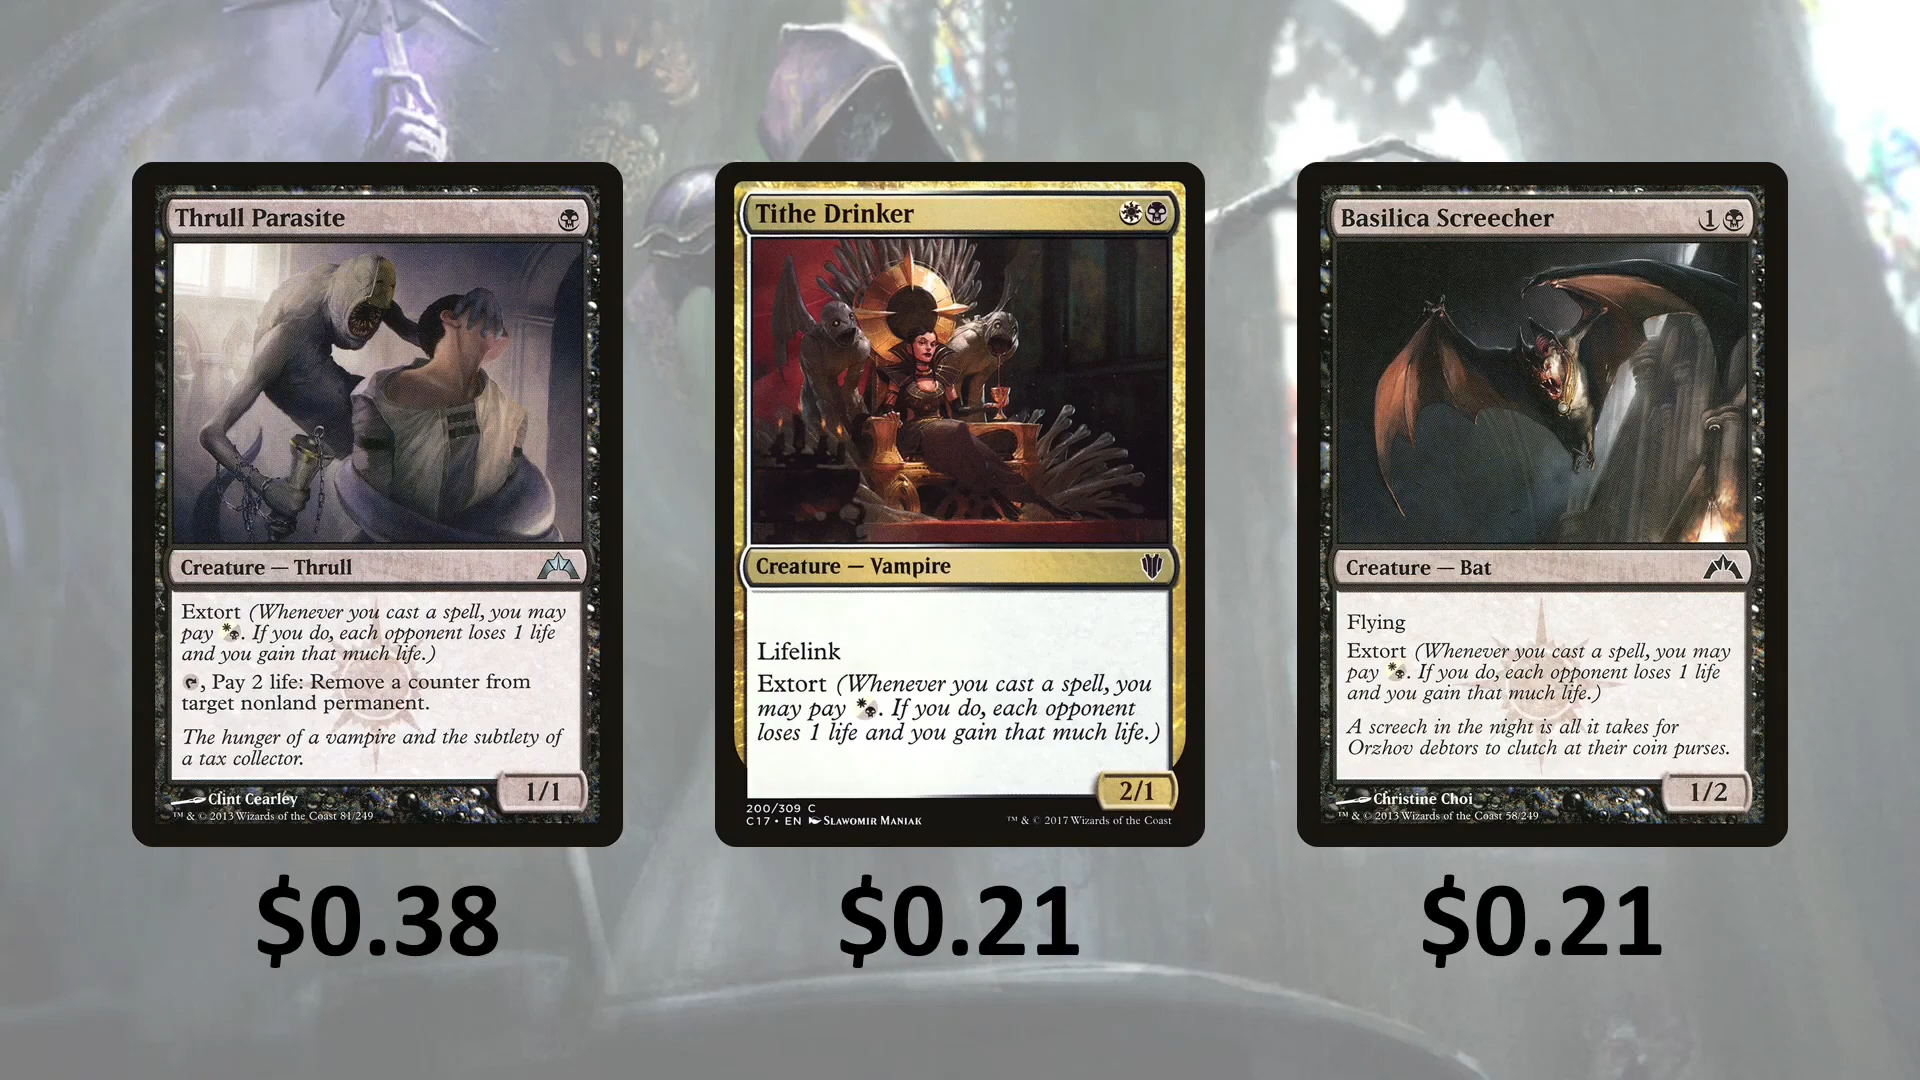 Thrull Parasite
Creature — Thrull
Extort (Whenever you cast a spell, you may
pay . If you do, each opponent loses 1 life
and you gain that much life.)
, Pay 2 life: Remove a counter from
target nonland permanent.
The hunger of a vampire and the subtlety of
a tax collector.
1/1
Clint Cearley
™ & © 2013 Wizards of the Coast 81/249
$0.38
Tithe Drinker
Creature — Vampire
Lifelink
Extort (Whenever you cast a spell, you
may pay . If you do, each opponent
loses 1 life and you gain that much life.)
2/1
200/309 C
C17 • EN Slawomir Maniak
™ & © 2017 Wizards of the Coast
$0.21
Basilica Screecher 1
Creature — Bat
Flying
Extort (Whenever you cast a spell, you may
pay . If you do, each opponent loses 1 life
and you gain that much life.)
A screech in the night is all it takes for
Orzhov debtors to clutch at their coin purses.
1/2
Christine Choi
™ & © 2013 Wizards of the Coast 58/249
$0.21